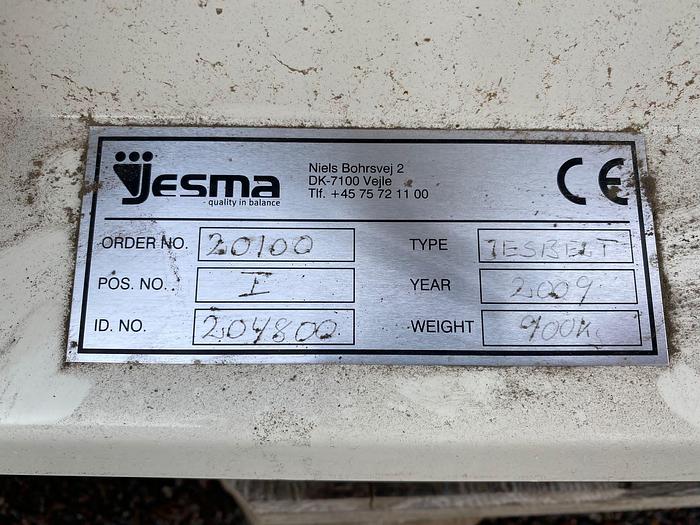 Jesma
- quality in balance
Niels Bohrsvej 2
DK-7100 Vejle
Tlf. +45 75 72 11 00
CE
ORDER NO. 20100
TYPE JESBELT
POS. NO. I
YEAR 2009
ID. NO. 204800
WEIGHT 900K